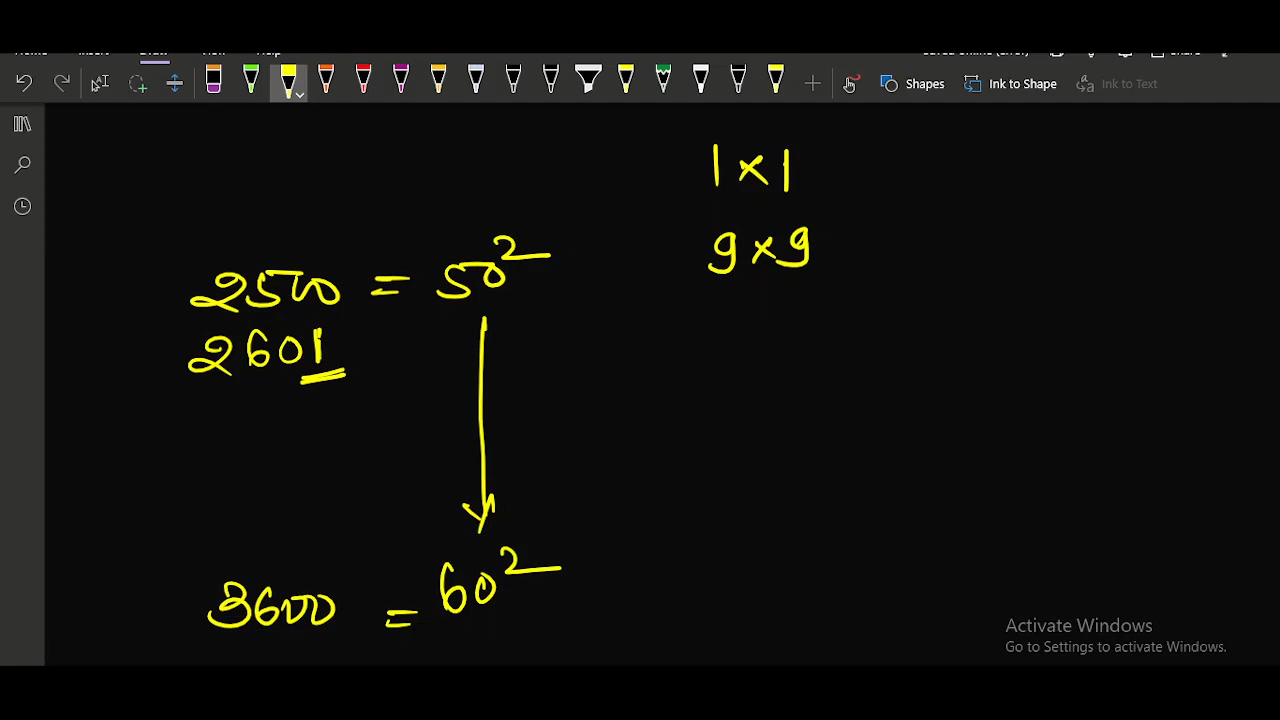 Shapes Ink to Shape Ink to Text
1 × 1
9 × 9
2500 = 50²
2601
3600 = 60²
Activate Windows
Go to Settings to activate Windows.